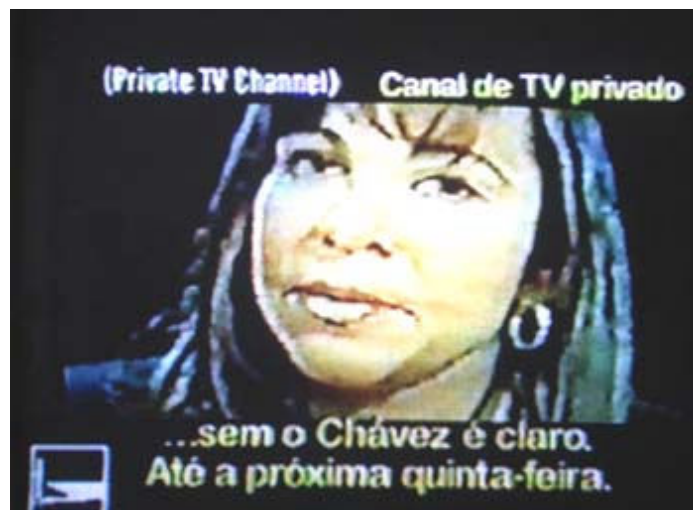 (Private TV Channel) Canal de TV privado
...sem o Chávez é claro.
Até a próxima quinta-feira.